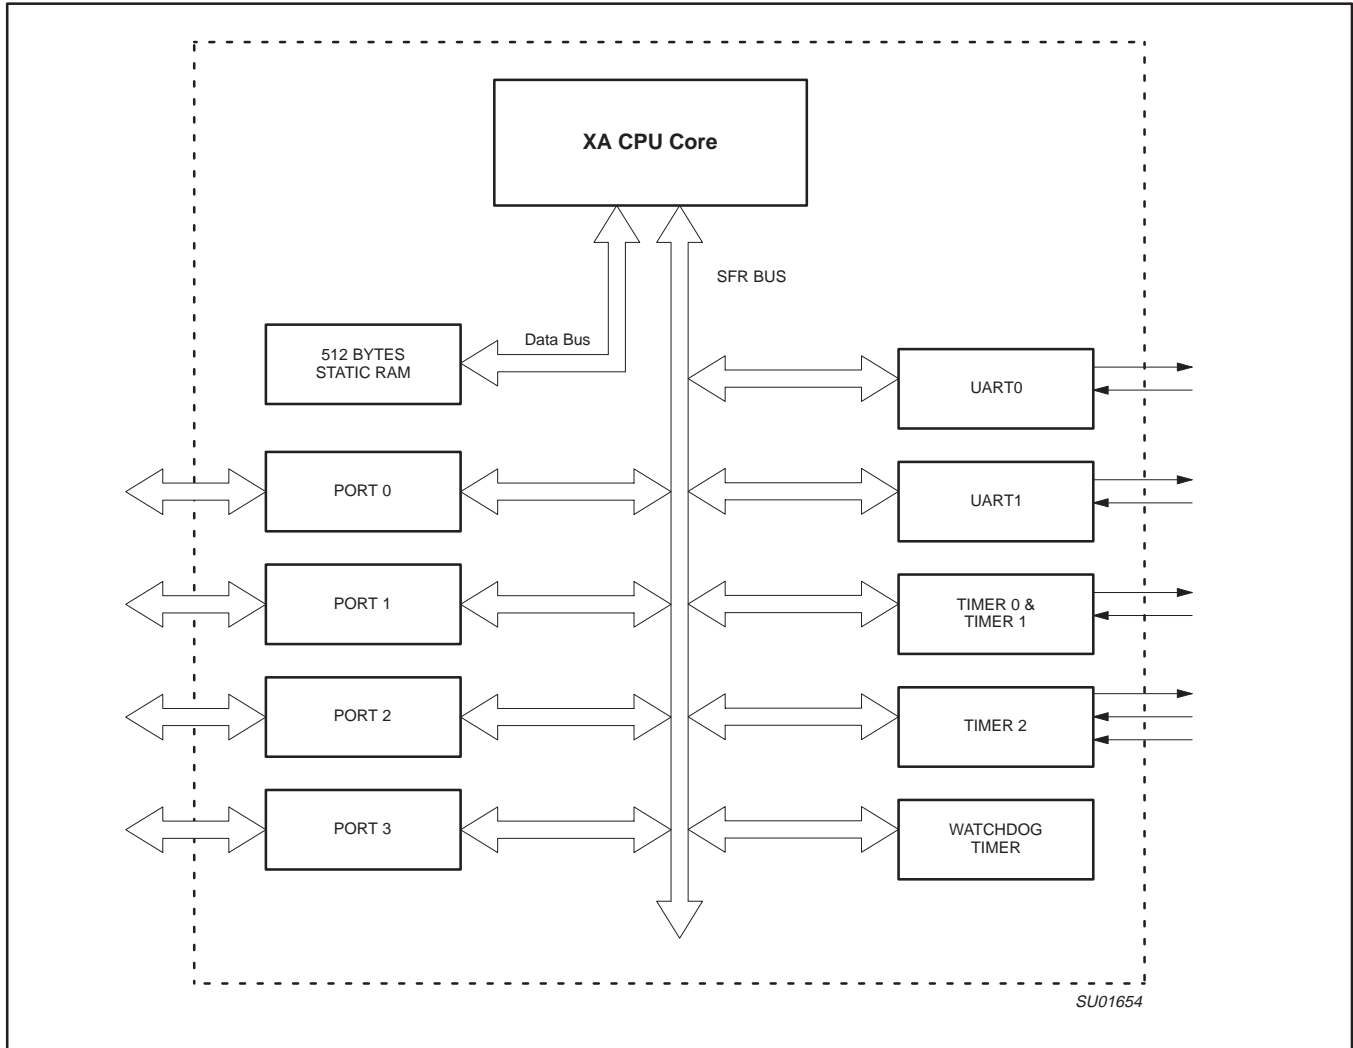 XA CPU Core
SFR BUS
Data Bus
512 BYTES
STATIC RAM
UART0
PORT 0
UART1
PORT 1
TIMER 0 &
TIMER 1
PORT 2
TIMER 2
PORT 3
WATCHDOG
TIMER
SU01654